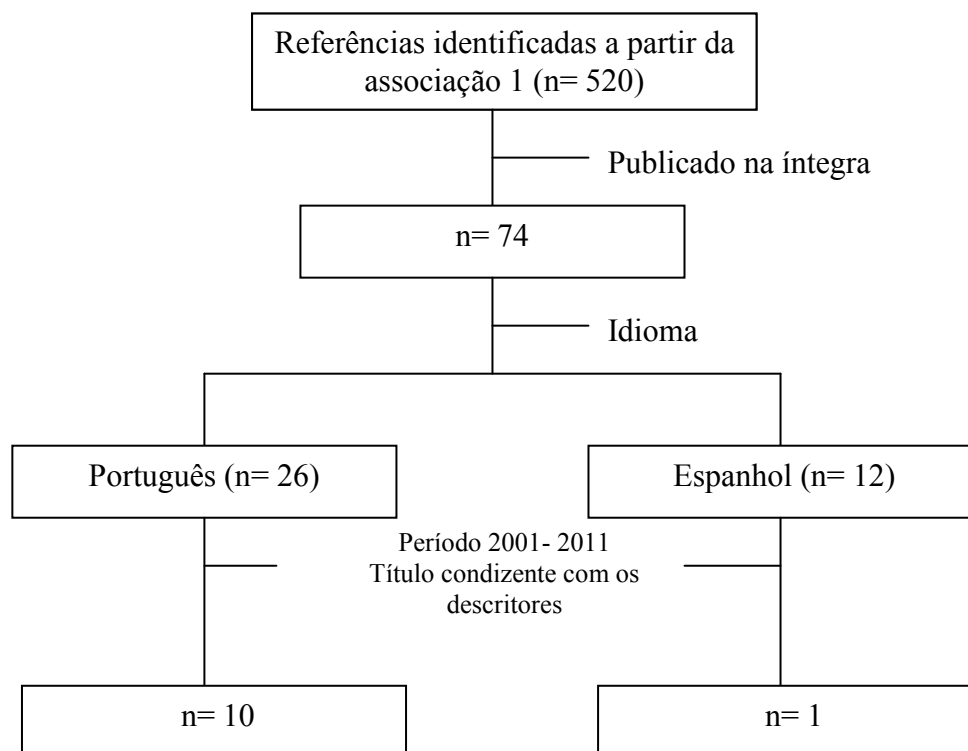 Referências identificadas a partir da
associação 1 (n= 520)
Publicado na íntegra
n= 74
Idioma
Português (n= 26)
Espanhol (n= 12)
Período 2001- 2011
Título condizente com os
descritores
n= 10
n= 1